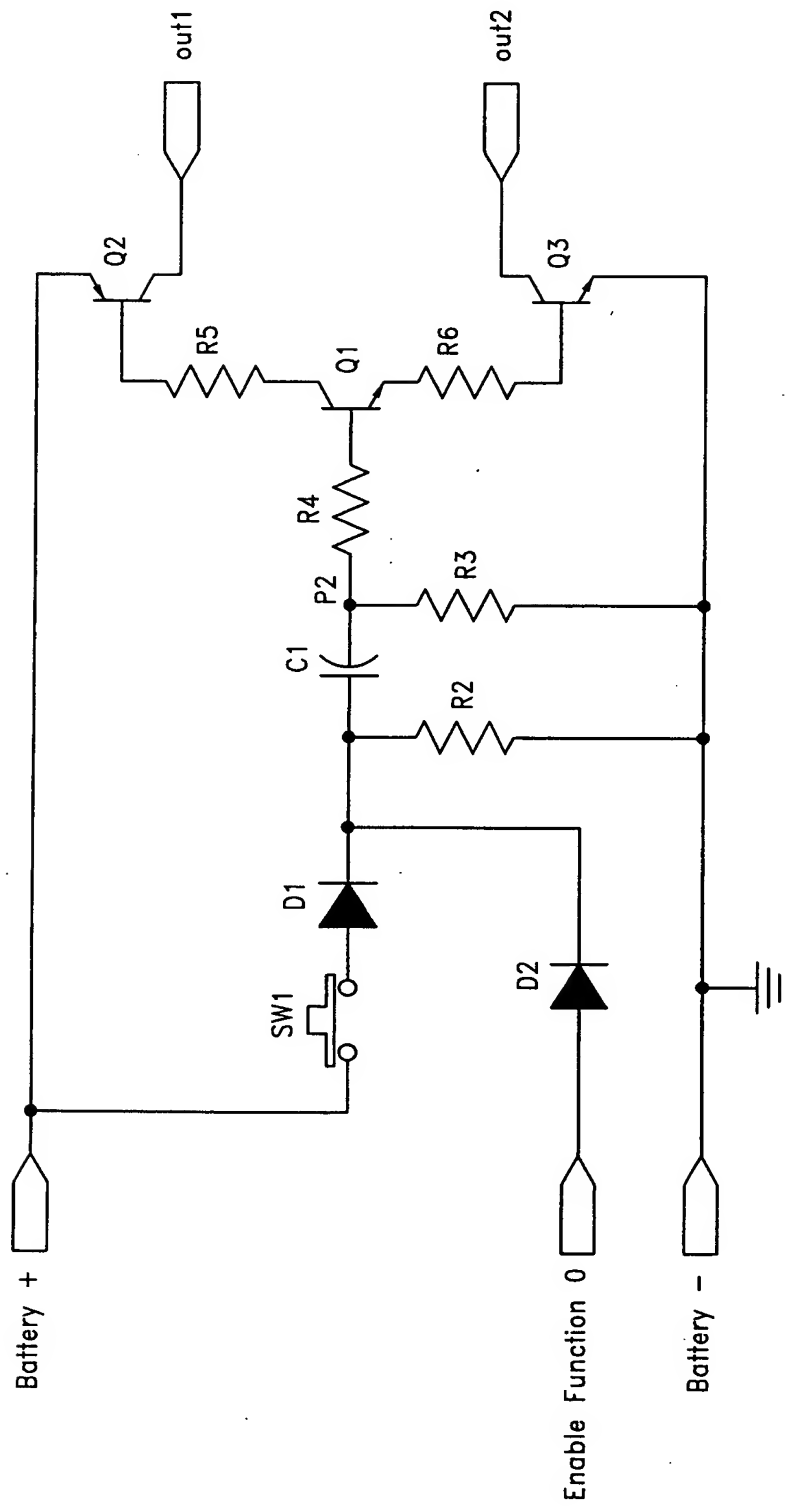 Battery +
Enable Function 0
Battery -
SW1
D1
D2
C1
P2
R2
R3
R4
R5
Q1
R6
Q2
Q3
out1
out2